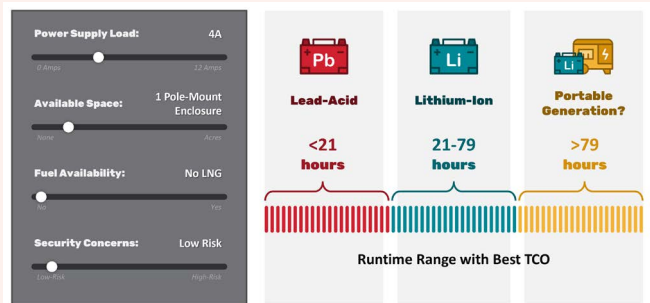 Power Supply Load: 4A
0 Amps 12 Amps
Available Space: 1 Pole-Mount
Enclosure
None Acres
Fuel Availability: No LNG
No Yes
Security Concerns: Low Risk
Low-Risk High-Risk
Pb
Lead-Acid
<21
hours
Li
Lithium-Ion
21-79
hours
Li
Portable
Generation?
>79
hours
Runtime Range with Best TCO